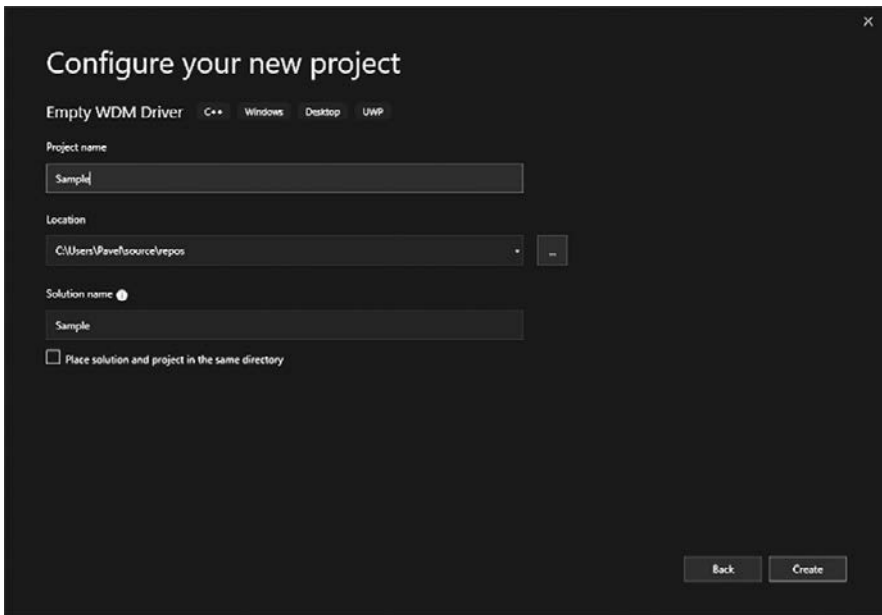 Configure your new project
Empty WDM Driver C++ Windows Desktop UWP
Project name
Sample
Location
C:\Users\Pavel\source\repos
...
Solution name
Sample
Place solution and project in the same directory
Back Create